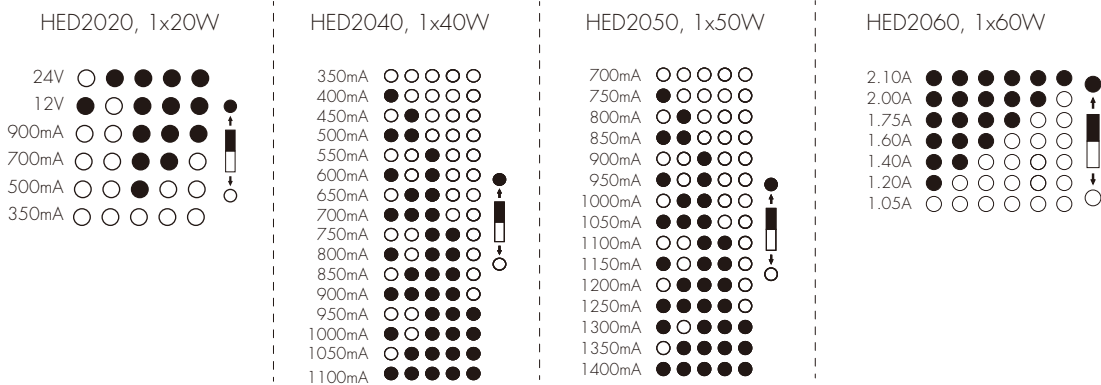 HED2020, 1x20W
24V
12V
900mA
700mA
500mA
350mA
HED2040, 1x40W
350mA
400mA
450mA
500mA
550mA
600mA
650mA
700mA
750mA
800mA
850mA
900mA
950mA
1000mA
1050mA
1100mA
HED2050, 1x50W
700mA
750mA
800mA
850mA
900mA
950mA
1000mA
1050mA
1100mA
1150mA
1200mA
1250mA
1300mA
1350mA
1400mA
HED2060, 1x60W
2.10A
2.00A
1.75A
1.60A
1.40A
1.20A
1.05A